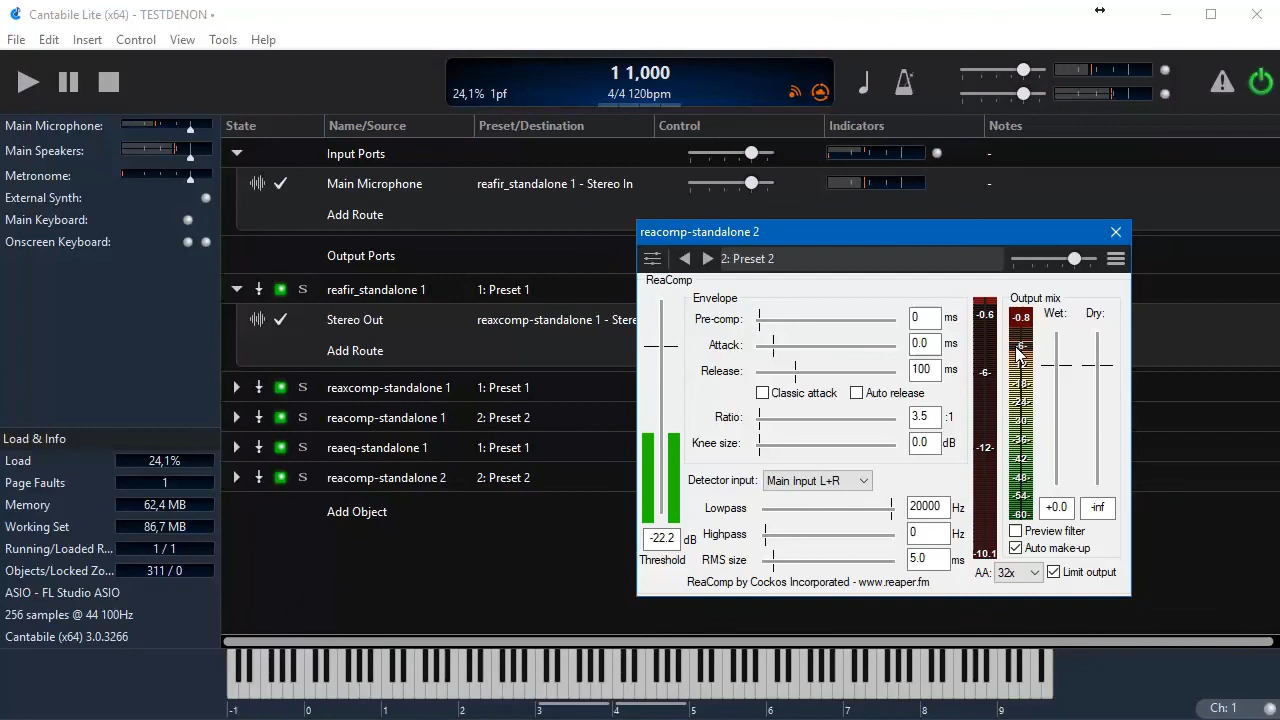 Cantabile Lite (x64) - TESTDENON •
File Edit Insert Control View Tools Help
1 1,000
24,1% 1pf 4/4 120bpm
Main Microphone:
Main Speakers:
Metronome:
External Synth:
Main Keyboard:
Onscreen Keyboard:
State Name/Source Preset/Destination Control Indicators Notes
Input Ports -
Main Microphone reafir_standalone 1 - Stereo In -
Add Route
Output Ports
S reafir_standalone 1 1: Preset 1
Stereo Out reaxcomp-standalone 1 - Stere
Add Route
S reaxcomp-standalone 1 1: Preset 1
S reacomp-standalone 1 2: Preset 2
S reaeq-standalone 1 1: Preset 1
S reacomp-standalone 2 2: Preset 2
Add Object
Load & Info
Load 24,1%
Page Faults 1
Memory 62,4 MB
Working Set 86,7 MB
Running/Loaded R... 1 / 1
Objects/Locked Zo... 311 / 0
ASIO - FL Studio ASIO
256 samples @ 44 100Hz
Cantabile (x64) 3.0.3266
reacomp-standalone 2
2: Preset 2
ReaComp
Envelope
Pre-comp: 0 ms
Attack: 0.0 ms
Release: 100 ms
Classic attack Auto release
Ratio: 3.5 :1
Knee size: 0.0 dB
Detector input: Main Input L+R
Lowpass 20000 Hz
Highpass 0 Hz
RMS size 5.0 ms
-22.2 dB
Threshold
ReaComp by Cockos Incorporated - www.reaper.fm
-0.6
-6-
-12-
-10.1
Output mix
Wet: Dry:
-0.8
-6-
-18-
-24-
-30-
-36-
-42-
-48-
-54-
-60-
+0.0 -inf
Preview filter
Auto make-up
AA: 32x Limit output
-1 0 1 2 3 4 5 6 7 8 9
Ch: 1